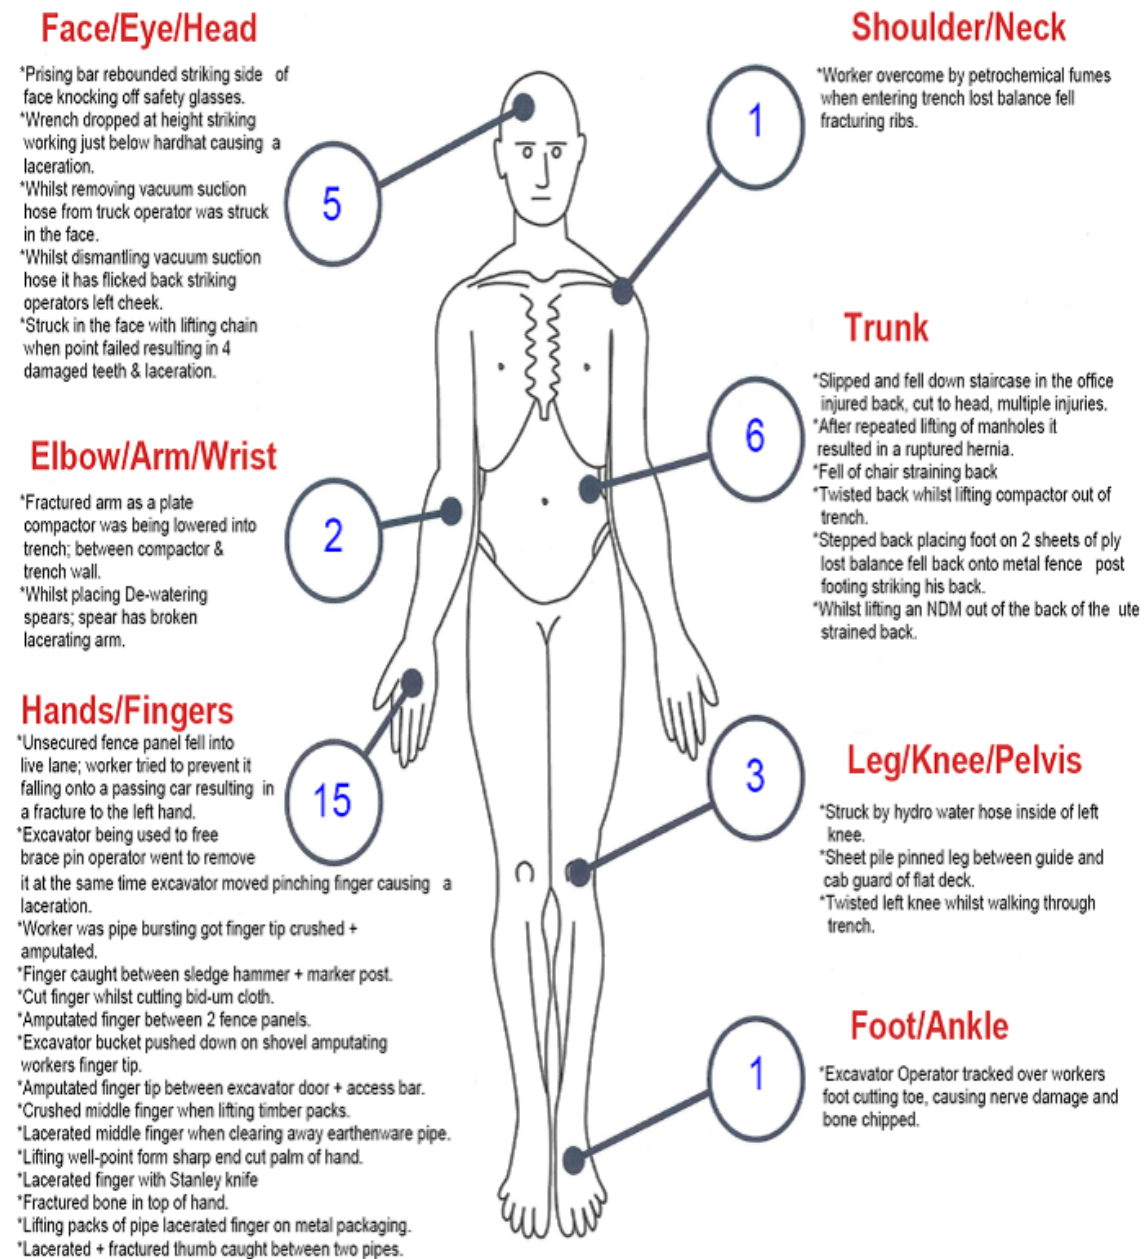 Face/Eye/Head
*Prising bar rebounded striking side of
face knocking off safety glasses.
*Wrench dropped at height striking
working just below hardhat causing a
laceration.
*Whilst removing vacuum suction
hose from truck operator was struck
in the face.
*Whilst dismantling vacuum suction
hose it has flicked back striking
operators left cheek.
*Struck in the face with lifting chain
when point failed resulting in 4
damaged teeth & laceration.
5
Elbow/Arm/Wrist
*Fractured arm as a plate
compactor was being lowered into
trench; between compactor &
trench wall.
*Whilst placing De-watering
spears; spear has broken
lacerating arm.
2
Hands/Fingers
*Unsecured fence panel fell into
live lane; worker tried to prevent it
falling onto a passing car resulting in
a fracture to the left hand.
*Excavator being used to free
brace pin operator went to remove
it at the same time excavator moved pinching finger causing a
laceration.
*Worker was pipe bursting got finger tip crushed +
amputated.
*Finger caught between sledge hammer + marker post.
*Cut finger whilst cutting bid-um cloth.
*Amputated finger between 2 fence panels.
*Excavator bucket pushed down on shovel amputating
workers finger tip.
*Amputated finger tip between excavator door + access bar.
*Crushed middle finger when lifting timber packs.
*Lacerated middle finger when clearing away earthenware pipe.
*Lifting well-point form sharp end cut palm of hand.
*Lacerated finger with Stanley knife
*Fractured bone in top of hand.
*Lifting packs of pipe lacerated finger on metal packaging.
*Lacerated + fractured thumb caught between two pipes.
15
Shoulder/Neck
*Worker overcome by petrochemical fumes
when entering trench lost balance fell
fracturing ribs.
1
Trunk
*Slipped and fell down staircase in the office
injured back, cut to head, multiple injuries.
*After repeated lifting of manholes it
resulted in a ruptured hernia.
*Fell of chair straining back
*Twisted back whilst lifting compactor out of
trench.
*Stepped back placing foot on 2 sheets of ply
lost balance fell back onto metal fence post
footing striking his back.
*Whilst lifting an NDM out of the back of the ute
strained back.
6
Leg/Knee/Pelvis
*Struck by hydro water hose inside of left
knee.
*Sheet pile pinned leg between guide and
cab guard of flat deck.
*Twisted left knee whilst walking through
trench.
3
Foot/Ankle
*Excavator Operator tracked over workers
foot cutting toe, causing nerve damage and
bone chipped.
1